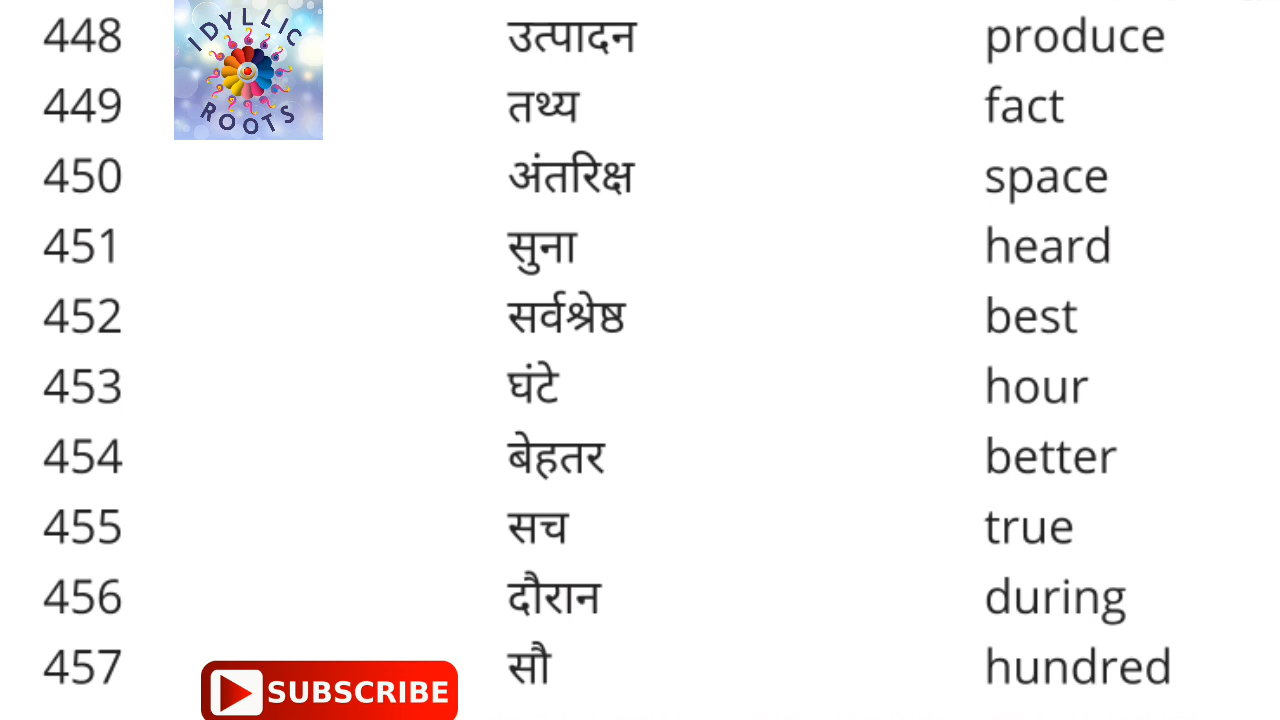 448 उत्पादन produce
IDYLLIC
ROOTS
449 तथ्य fact
450 अंतरिक्ष space
451 सुना heard
452 सर्वश्रेष्ठ best
453 घंटे hour
454 बेहतर better
455 सच true
456 दौरान during
457 सौ hundred
SUBSCRIBE